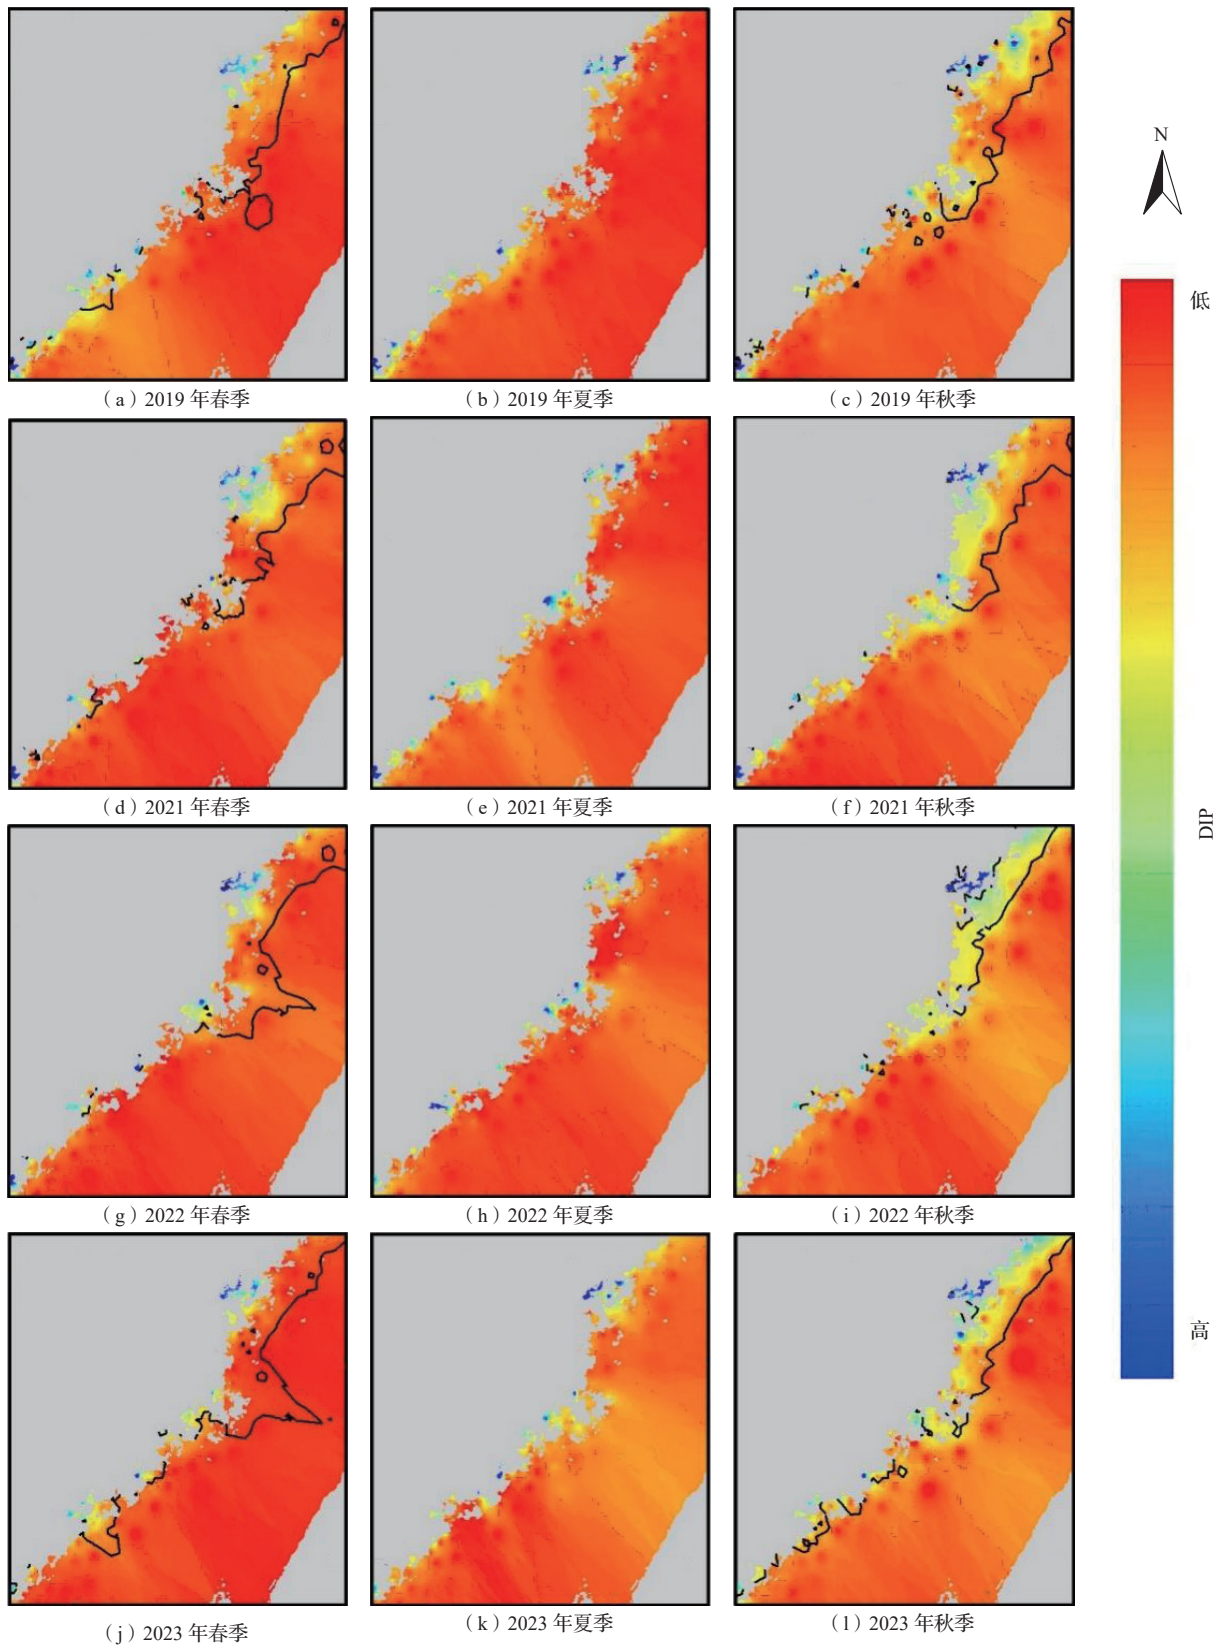 N
低
（a）2019 年春季
（b）2019 年夏季
（c）2019 年秋季
（d）2021 年春季
（e）2021 年夏季
（f）2021 年秋季
DIP
（g）2022 年春季
（h）2022 年夏季
（i）2022 年秋季
高
（j）2023 年春季
（k）2023 年夏季
（l）2023 年秋季